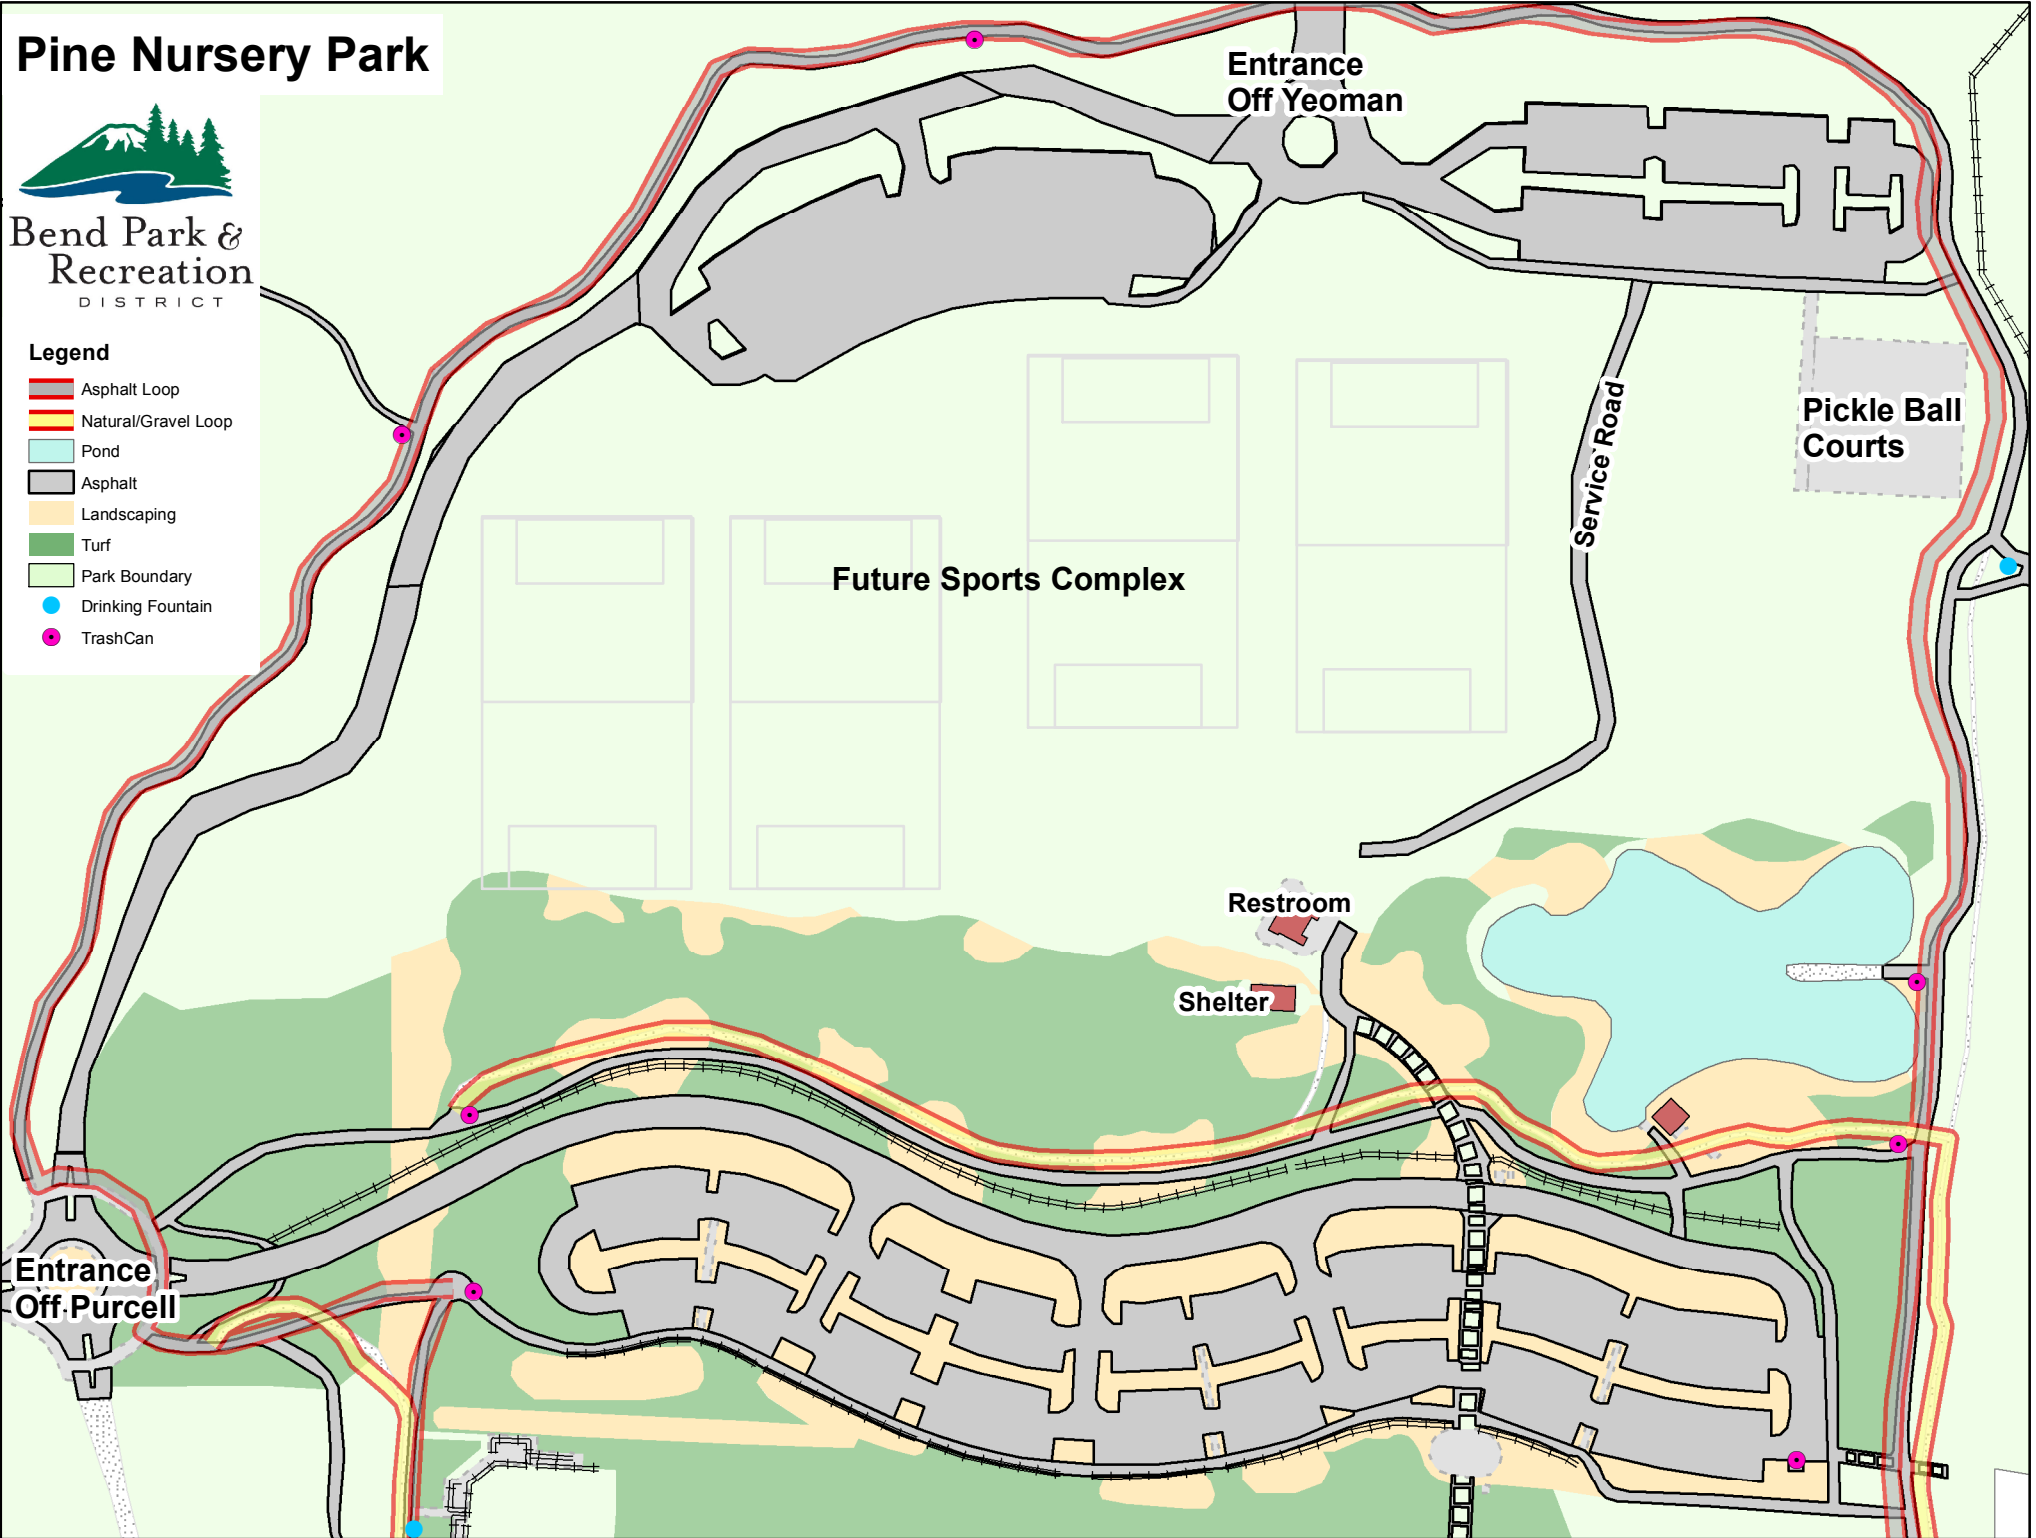 Pine Nursery Park
Bend Park &
Recreation
DISTRICT
Legend
Asphalt Loop
Natural/Gravel Loop
Pond
Asphalt
Landscaping
Turf
Park Boundary
Drinking Fountain
TrashCan
Entrance
Off Yeoman
Pickle Ball
Courts
Service Road
Future Sports Complex
Restroom
Shelter
Entrance
Off Purcell